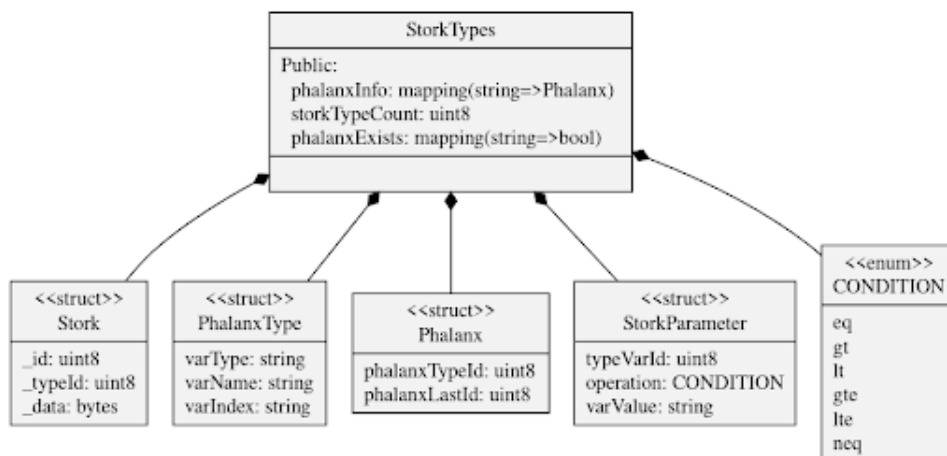 StorkTypes
Public:
phalanxInfo: mapping(string=>Phalanx)
storkTypeCount: uint8
phalanxExists: mapping(string=>bool)
<<struct>>
Stork
_id: uint8
_typeId: uint8
_data: bytes
<<struct>>
PhalanxType
varType: string
varName: string
varIndex: string
<<struct>>
Phalanx
phalanxTypeId: uint8
phalanxLastId: uint8
<<struct>>
StorkParameter
typeVarId: uint8
operation: CONDITION
varValue: string
<<enum>>
CONDITION
eq
gt
lt
gte
lte
neq